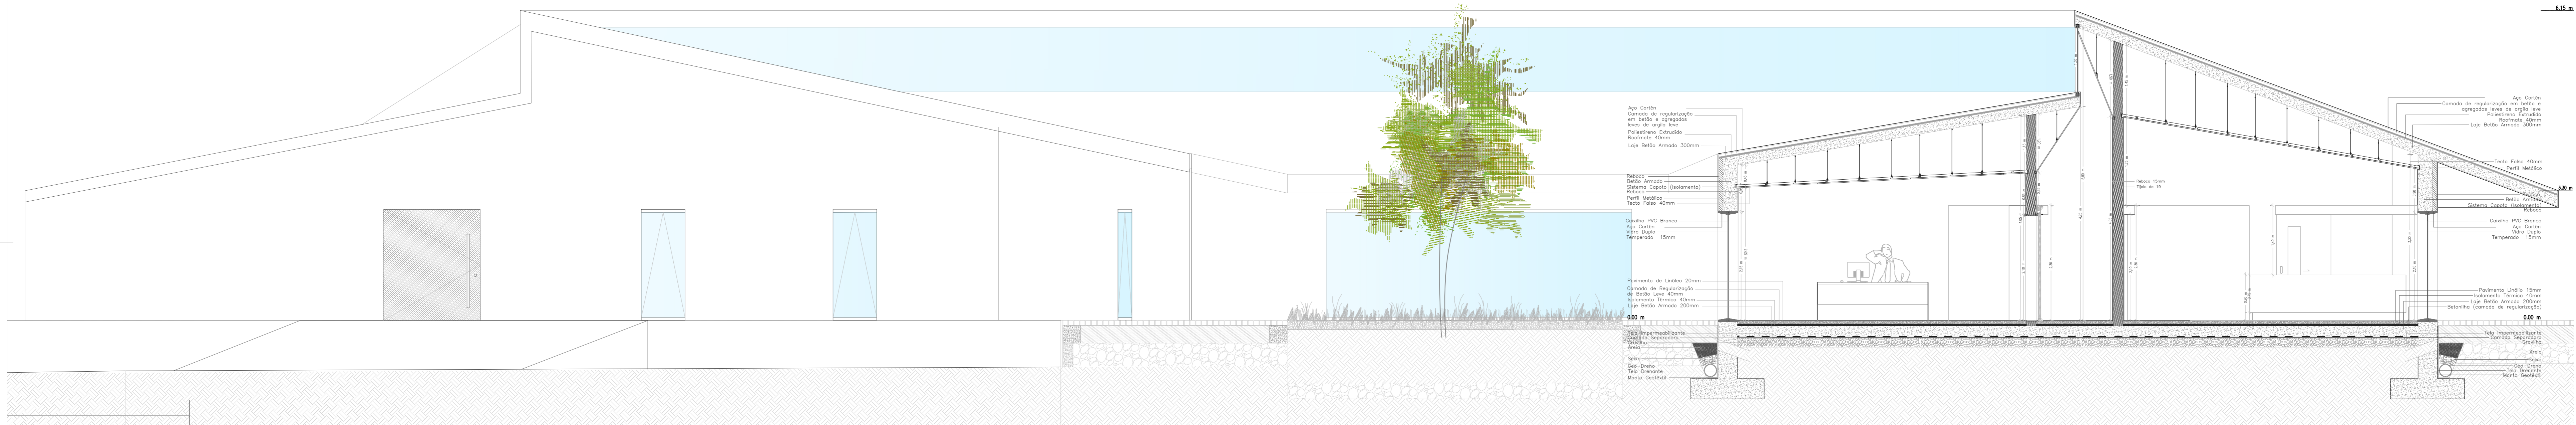 6.15 m
Aço Cortén
Camada de regularização
em betão e agregados
leves de argila leve
Poliestireno Extrudido
Roofmate 40mm
Laje Betão Armado 300mm
Reboco
Betão Armado
Sistema Capoto (Isolamento)
Reboco
Perfil Metálico
Tecto Falso 40mm
Caixilho PVC Branco
Aço Cortén
Vidro Duplo
Temperado 15mm
Pavimento de Linóleo 20mm
Camada de Regularização
de Betão Leve 40mm
Isolamento Térmico 40mm
Laje Betão Armado 200mm
0.00 m
Tela Impermeabilizante
Camada Separadora
Gravilha
Areia
Seixo
Geo-Dreno
Tela Drenante
Manta Geotêxtil
Reboco 10mm
Tijolo de 19
Aço Cortén
Camada de regularização em betão e
agregados leves de argila leve
Poliestireno Extrudido
Roofmate 40mm
Laje Betão Armado 300mm
Tecto Falso 40mm
Perfil Metálico
3.30 m
Reboco
Betão Armado
Sistema Capoto (Isolamento)
Reboco
Caixilho PVC Branco
Aço Cortén
Vidro Duplo
Temperado 15mm
Pavimento Linólio 15mm
Isolamento Térmico 40mm
Laje Betão Armado 200mm
Betonilha (camada de regularização)
0.00 m
Tela Impermeabilizante
Camada Separadora
Gravilha
Areia
Seixo
Geo-Dreno
Tela Drenante
Manta Geotêxtil